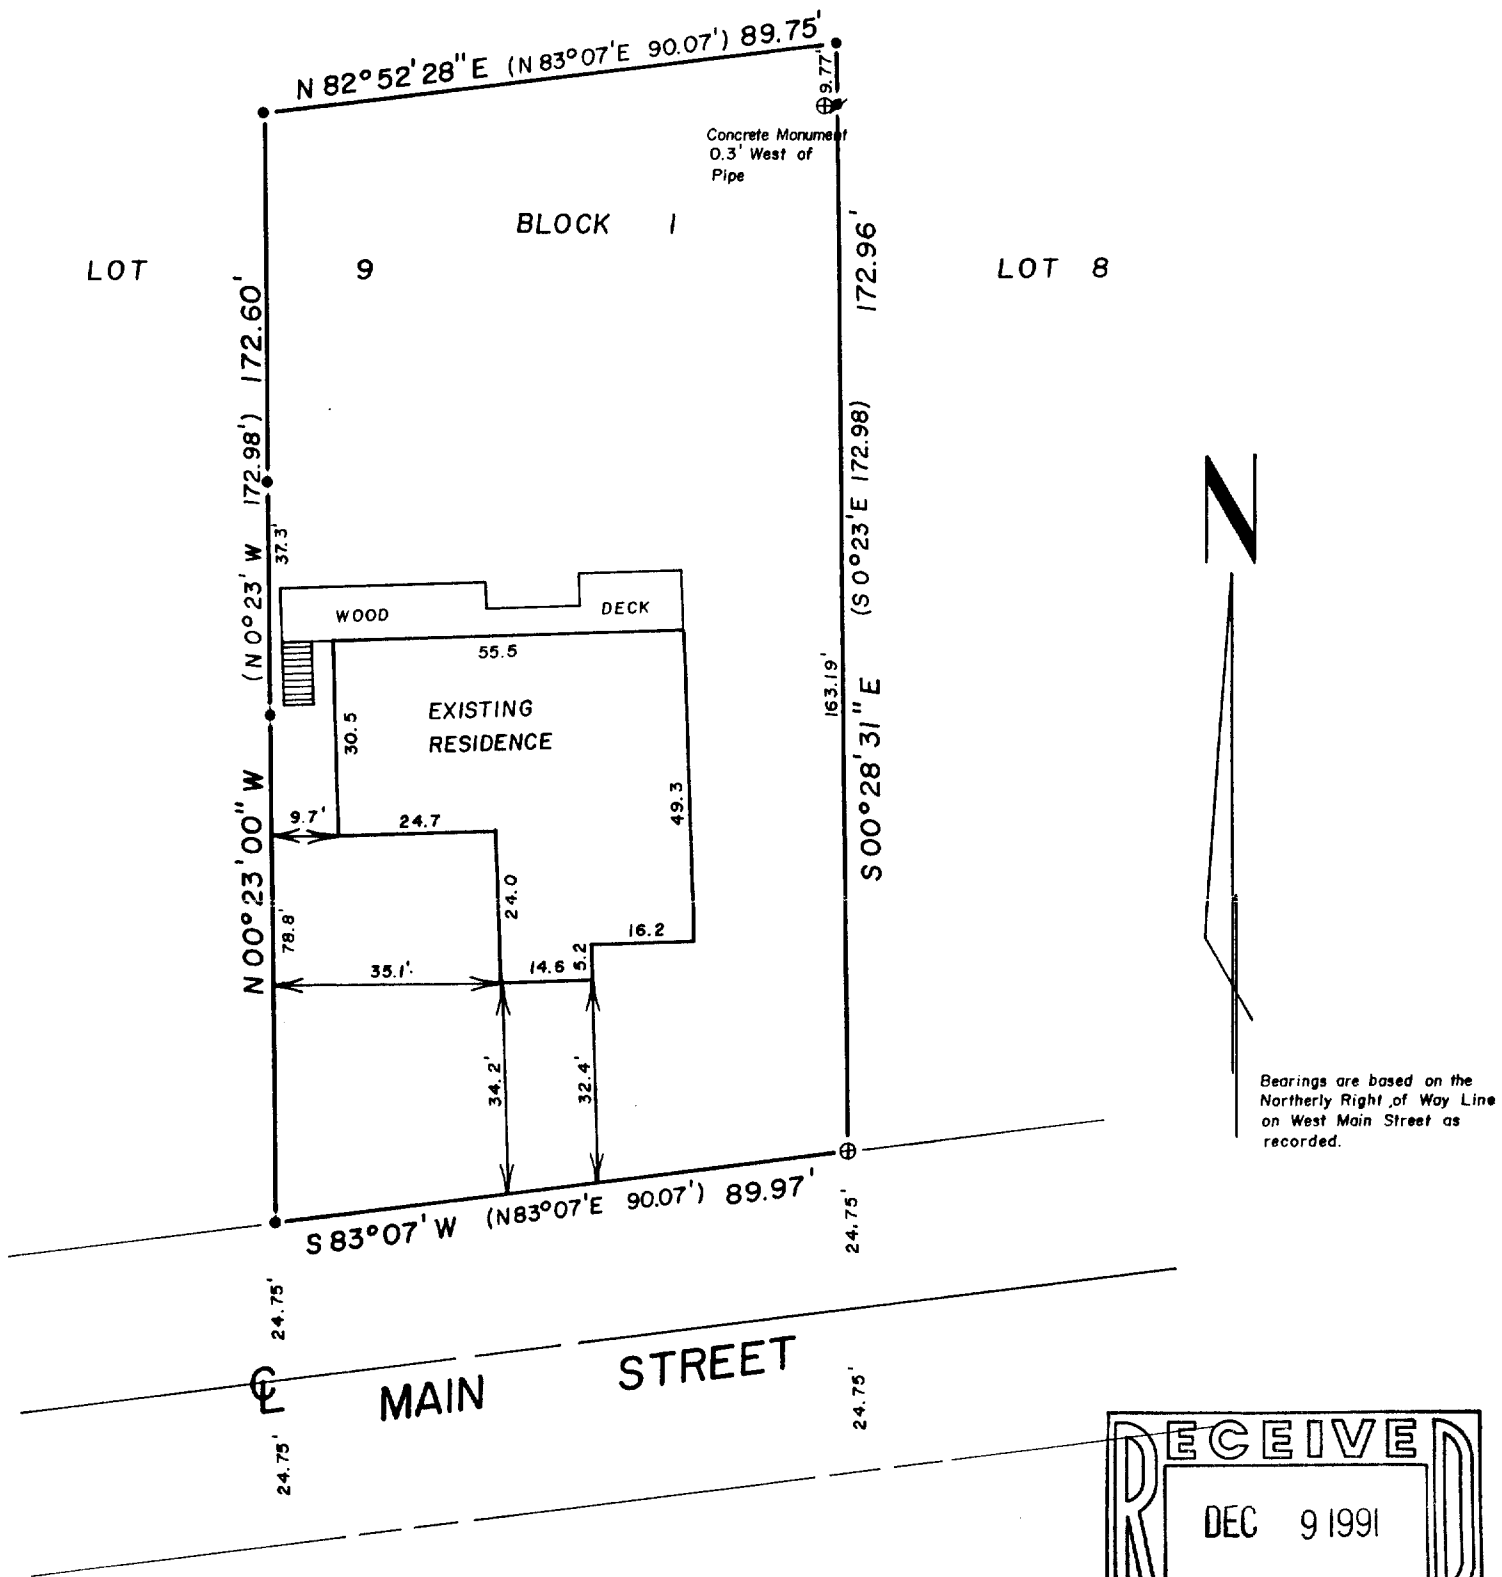 N 82°52'28" E (N 83°07'E 90.07') 89.75'
9.77'
Concrete Monument
0.3' West of
Pipe
BLOCK 1
LOT 9
LOT 8
N 00°23'00" W (N 0°23' W 172.98') 172.60'
37.3'
78.8'
172.96'
(S 0°23'E 172.98)
163.19'
S 00°28'31" E
WOOD DECK
55.5
30.5
EXISTING
RESIDENCE
49.3
9.7'
24.7
24.0
16.2
5.2
14.6
35.1'
34.2'
32.4'
N
Bearings are based on the
Northerly Right of Way Line
on West Main Street as
recorded.
S 83°07' W (N83°07'E 90.07') 89.97'
24.75'
24.75'
CL MAIN STREET
24.75'
24.75'
RECEIVED
DEC 9 1991